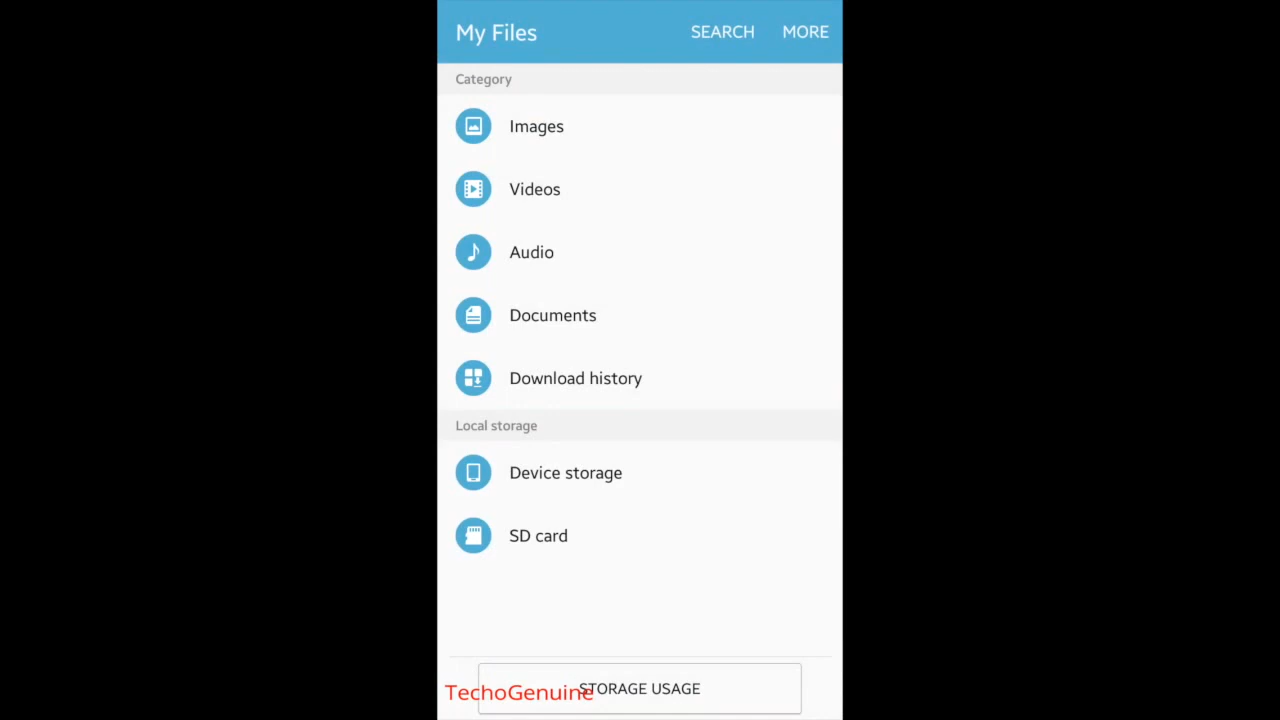 My Files SEARCH MORE
Category
Images
Videos
Audio
Documents
Download history
Local storage
Device storage
SD card
STORAGE USAGE
TechoGenuine